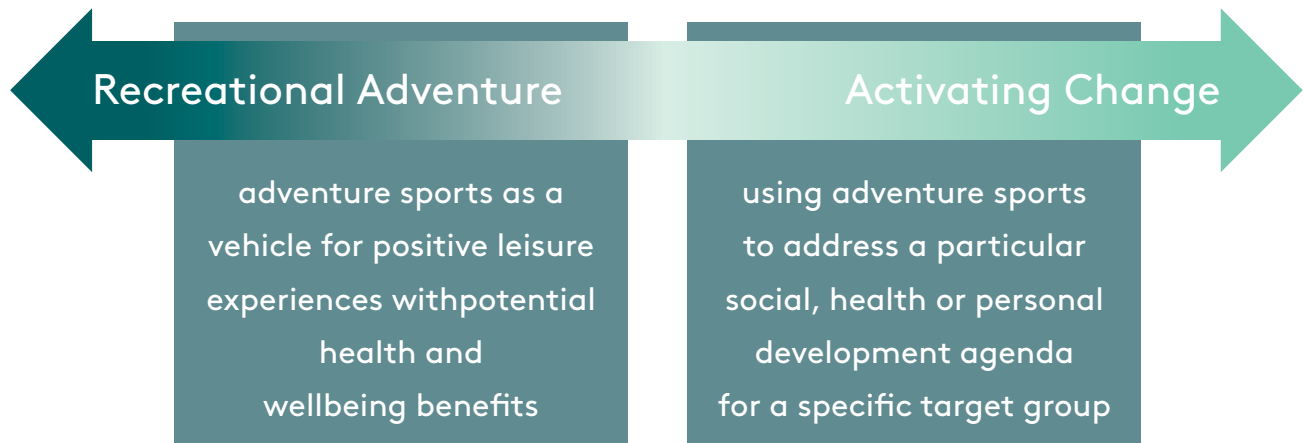 Recreational Adventure
Activating Change
adventure sports as a
vehicle for positive leisure
experiences withpotential
health and
wellbeing benefits
using adventure sports
to address a particular
social, health or personal
development agenda
for a specific target group